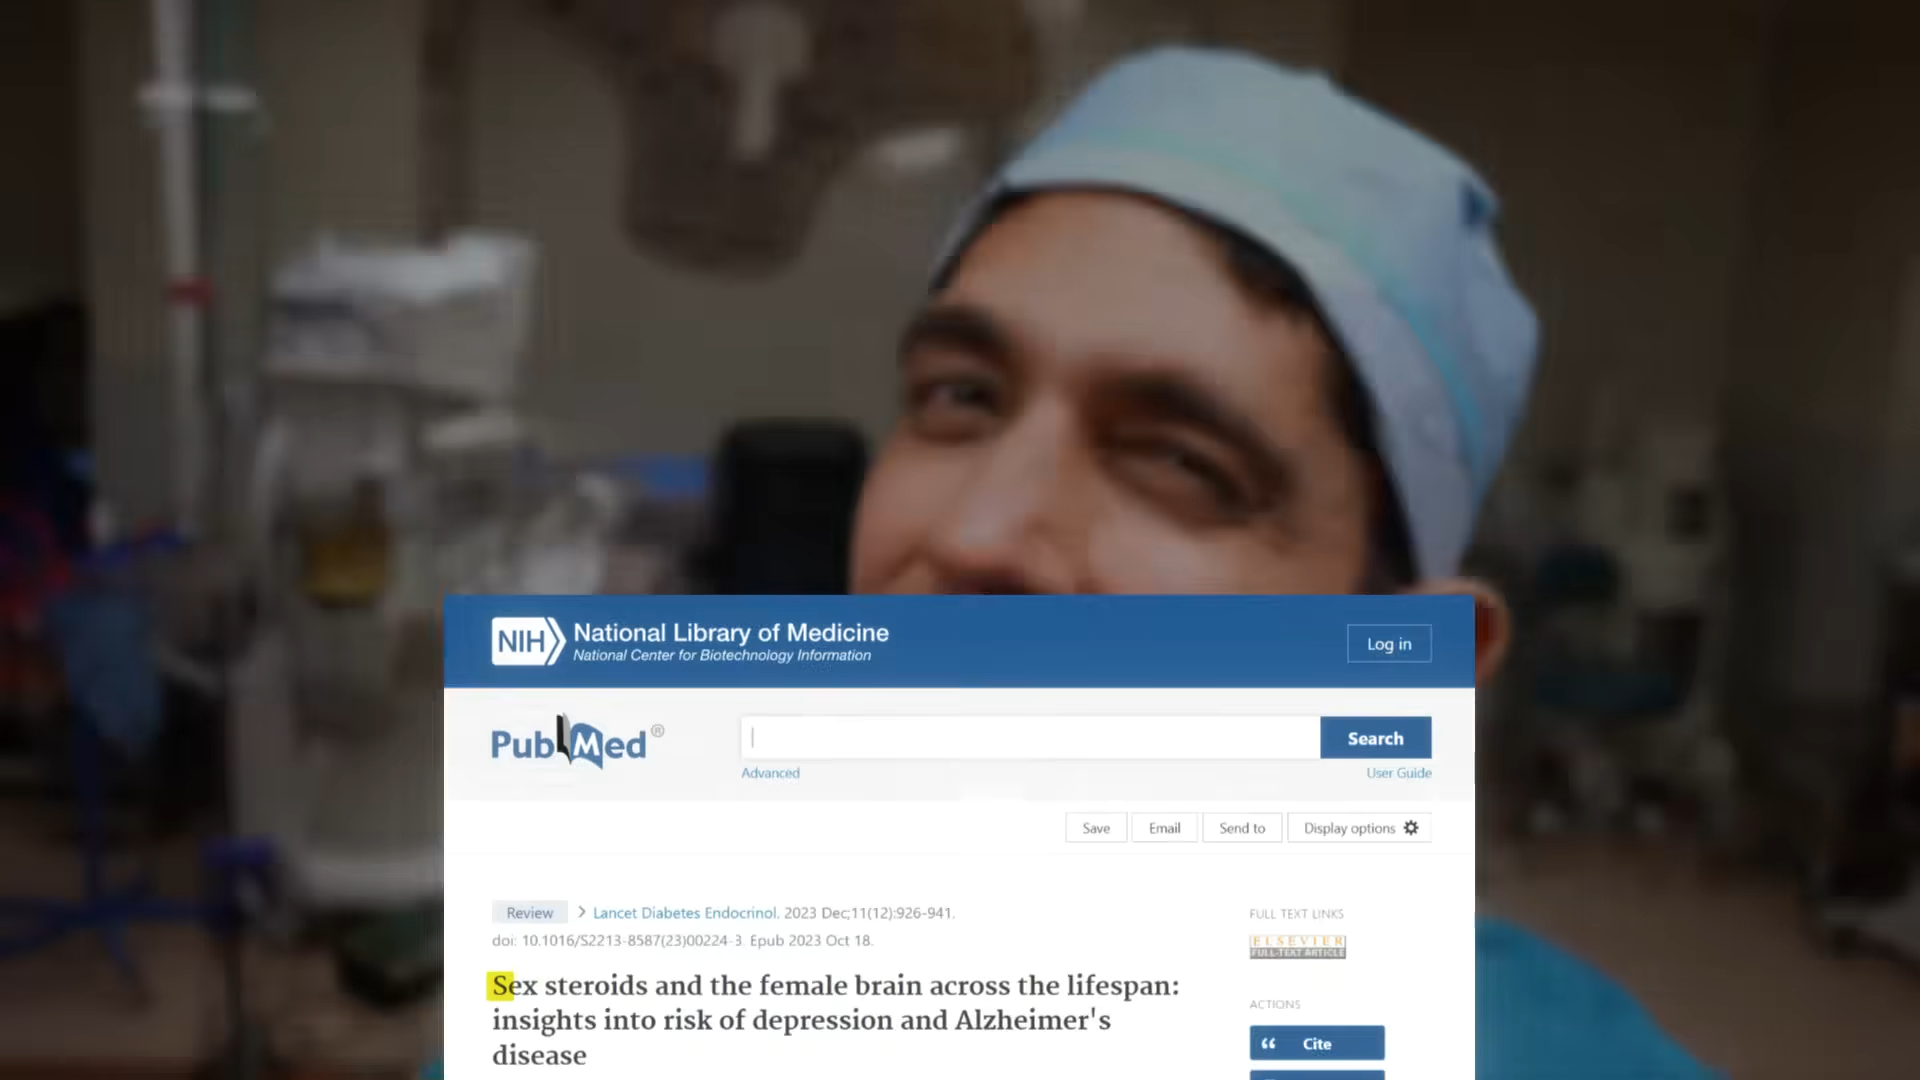 NIH National Library of Medicine
National Center for Biotechnology Information
Log in
PubMed®
Search
Advanced
User Guide
Save
Email
Send to
Display options
Review
Lancet Diabetes Endocrinol. 2023 Dec;11(12):926-941.
doi: 10.1016/S2213-8587(23)00224-3. Epub 2023 Oct 18.
Sex steroids and the female brain across the lifespan:
insights into risk of depression and Alzheimer's
disease
FULL TEXT LINKS
ELSEVIER
FULL-TEXT ARTICLE
ACTIONS
Cite